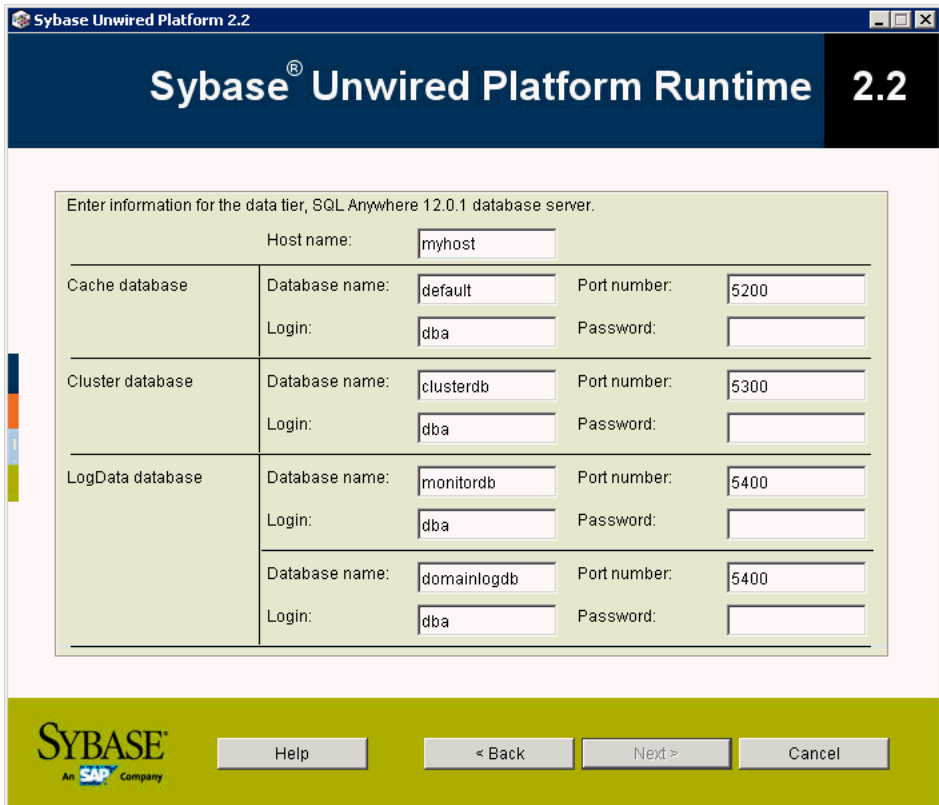 Sybase Unwired Platform 2.2
Sybase® Unwired Platform Runtime 2.2
Enter information for the data tier, SQL Anywhere 12.0.1 database server.
Host name: myhost
Cache database Database name: default Port number: 5200
Login: dba Password:
Cluster database Database name: clusterdb Port number: 5300
Login: dba Password:
LogData database Database name: monitordb Port number: 5400
Login: dba Password:
Database name: domainlogdb Port number: 5400
Login: dba Password:
SYBASE®
An SAP Company
Help < Back Next > Cancel